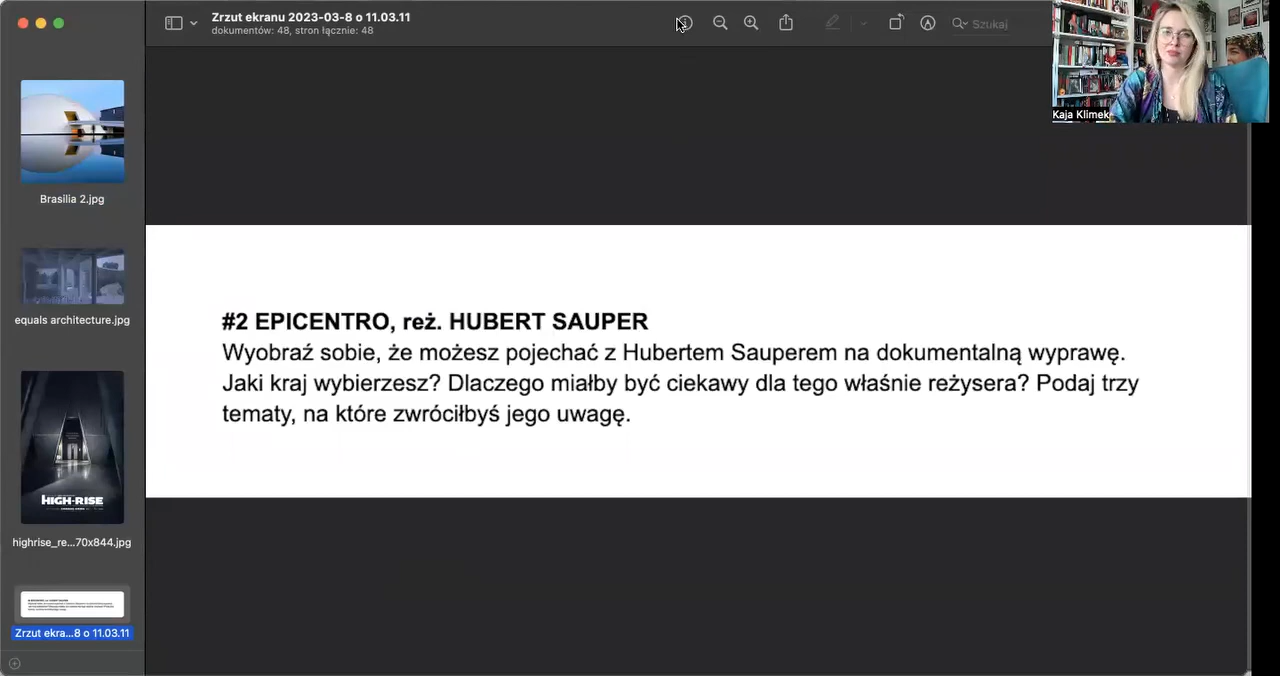 Zrzut ekranu 2023-03-8 o 11.03.11
dokumentów: 48, stron łącznie: 48
Szukaj
Kaja Klimek
Brasilia 2.jpg
equals architecture.jpg
HIGH-RISE
highrise_re...70x844.jpg
Zrzut ekra...8 o 11.03.11
#2 EPICENTRO, reż. HUBERT SAUPER
Wyobraź sobie, że możesz pojechać z Hubertem Sauperem na dokumentalną wyprawę.
Jaki kraj wybierzesz? Dlaczego miałby być ciekawy dla tego właśnie reżysera? Podaj trzy
tematy, na które zwróciłbyś jego uwagę.